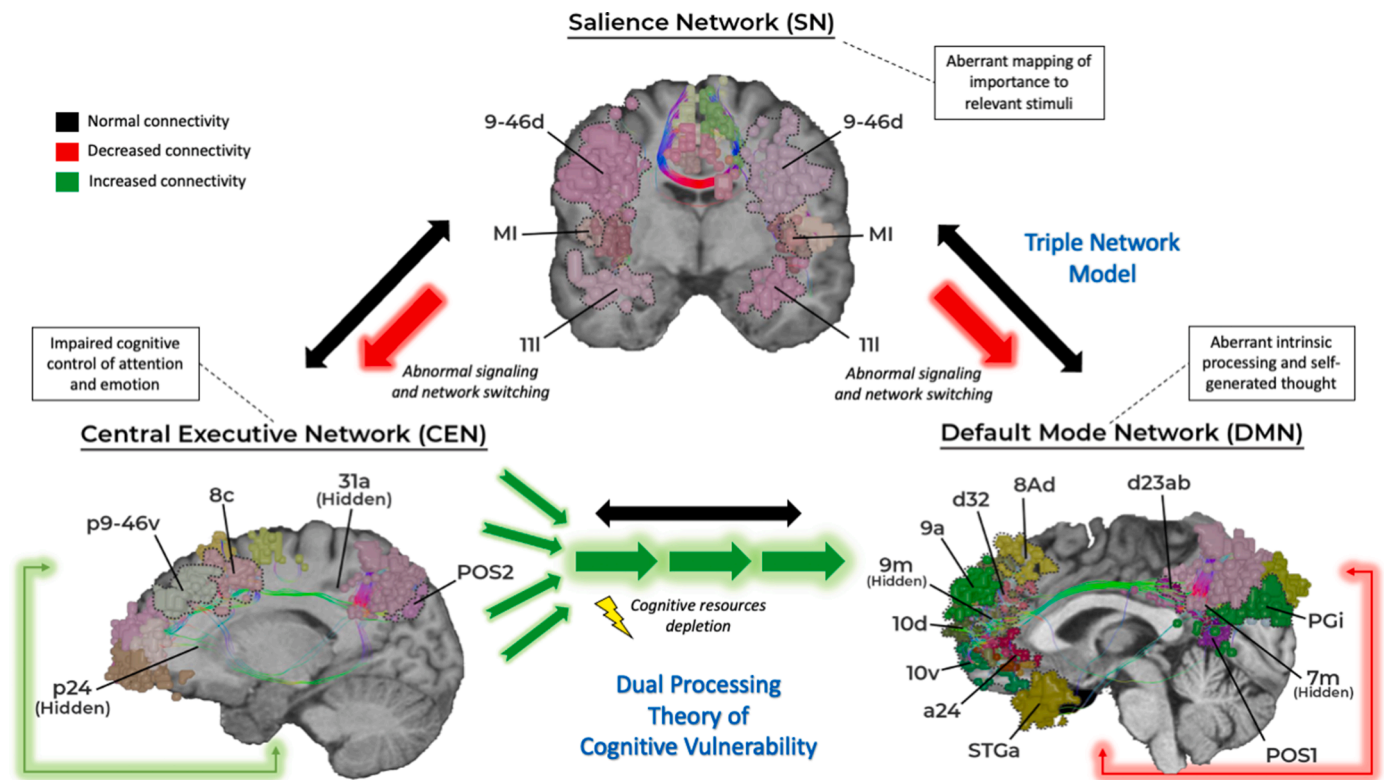 Salience Network (SN)
Aberrant mapping of
importance to
relevant stimuli
Normal connectivity
Decreased connectivity
Increased connectivity
9-46d
9-46d
MI
MI
11l
11l
Triple Network
Model
Impaired cognitive
control of attention
and emotion
Abnormal signaling
and network switching
Abnormal signaling
and network switching
Aberrant intrinsic
processing and self-
generated thought
Central Executive Network (CEN)
Default Mode Network (DMN)
p9-46v
8c
31a
(Hidden)
POS2
p24
(Hidden)
Cognitive resources
depletion
Dual Processing
Theory of
Cognitive Vulnerability
d32
8Ad
d23ab
9a
9m
(Hidden)
10d
10v
a24
STGa
PGi
7m
(Hidden)
POS1